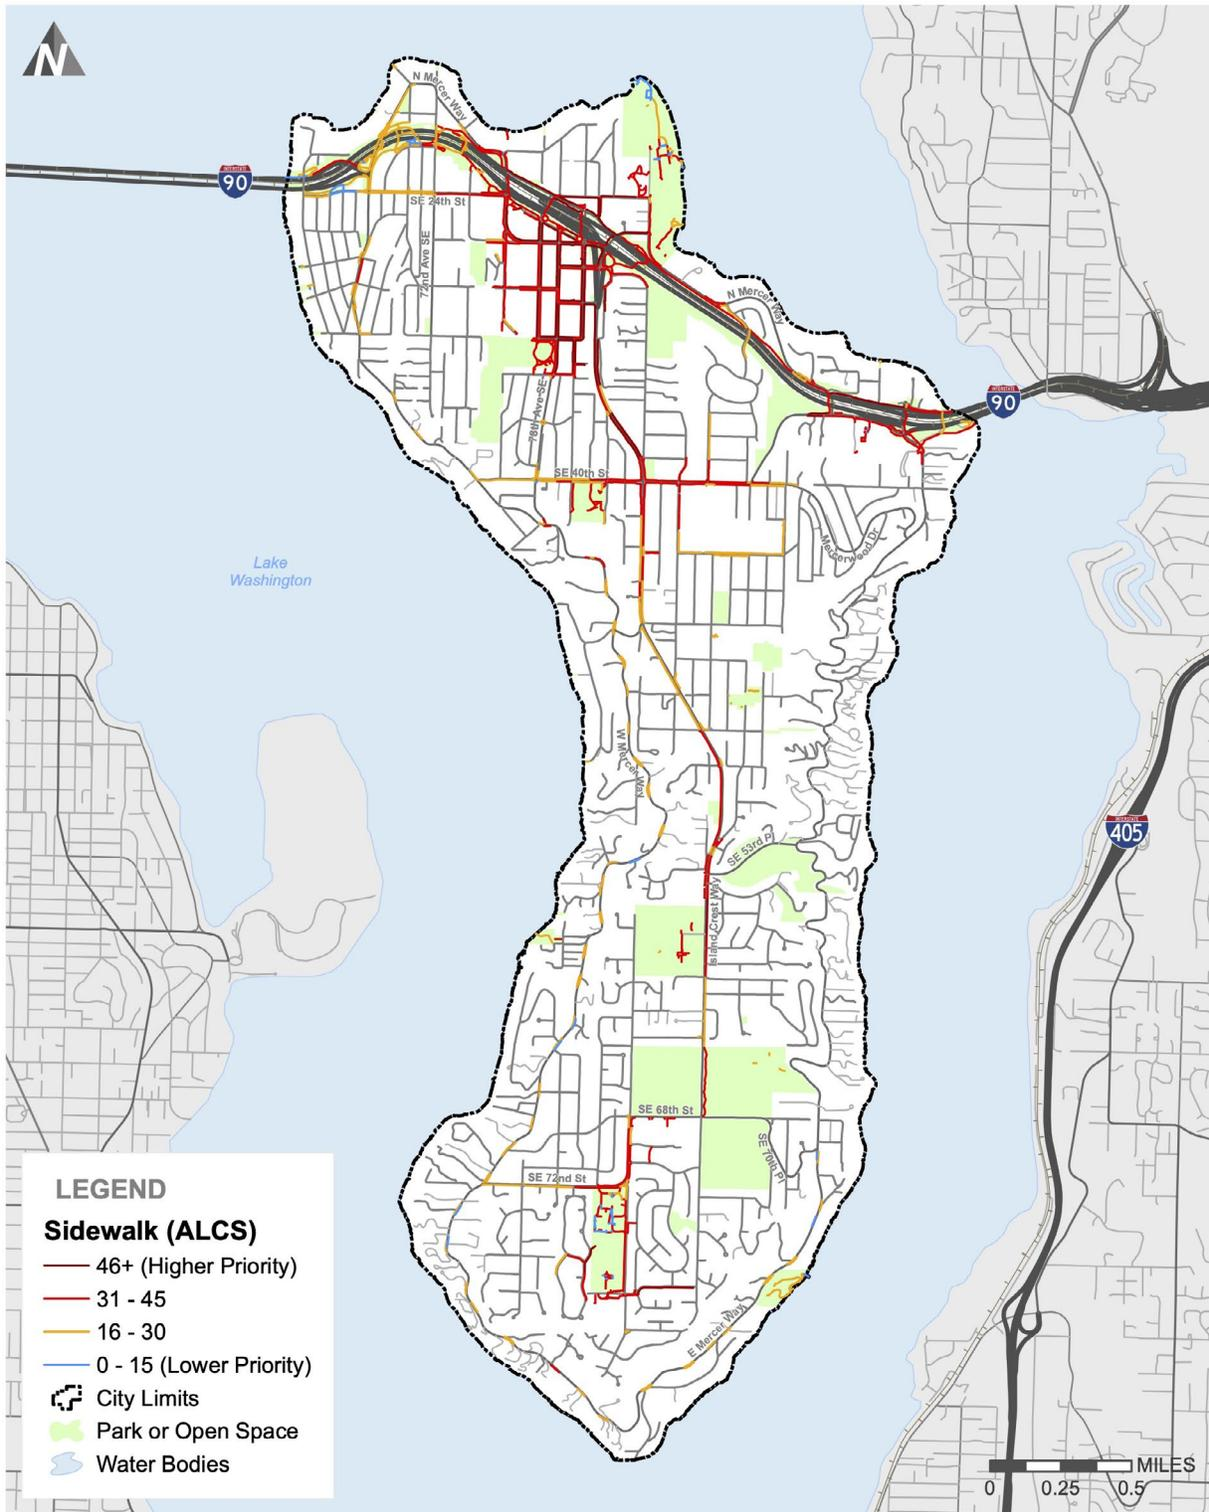 N
N Mercer Way
INTERSTATE
90
SE 24th St
72nd Ave SE
N Mercer Way
INTERSTATE
90
78th Ave SE
SE 40th St
Mercerwood Dr
Lake
Washington
W Mercer Way
INTERSTATE
405
SE 53rd Pl
Island Crest Way
SE 68th St
SE 70th Pl
SE 72nd St
E Mercer Way
LEGEND
Sidewalk (ALCS)
46+ (Higher Priority)
31 - 45
16 - 30
0 - 15 (Lower Priority)
City Limits
Park or Open Space
Water Bodies
MILES
0 0.25 0.5